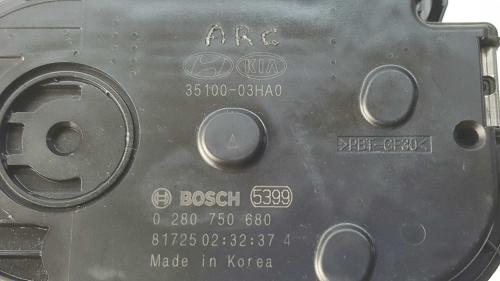 ARC
KIA
35100-03HA0
>PBT-GF30<
BOSCH 5399
0 280 750 680
81725 02:32:37 4
Made in Korea